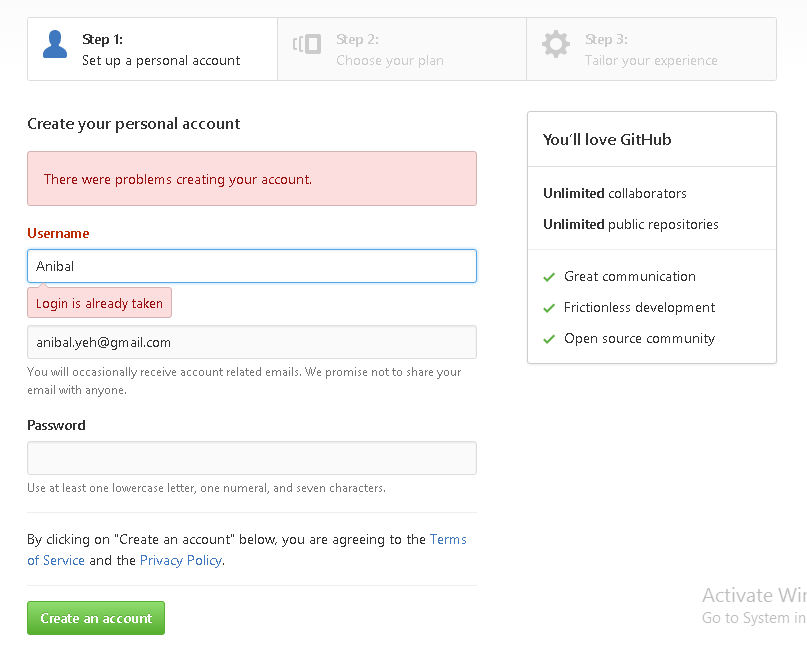 Step 1:
Set up a personal account
Step 2:
Choose your plan
Step 3:
Tailor your experience
Create your personal account
There were problems creating your account.
Username
Anibal
Login is already taken
anibal.yeh@gmail.com
You will occasionally receive account related emails. We promise not to share your
email with anyone.
Password
Use at least one lowercase letter, one numeral, and seven characters.
By clicking on "Create an account" below, you are agreeing to the Terms
of Service and the Privacy Policy.
Create an account
You'll love GitHub
Unlimited collaborators
Unlimited public repositories
Great communication
Frictionless development
Open source community
Activate Win
Go to System in